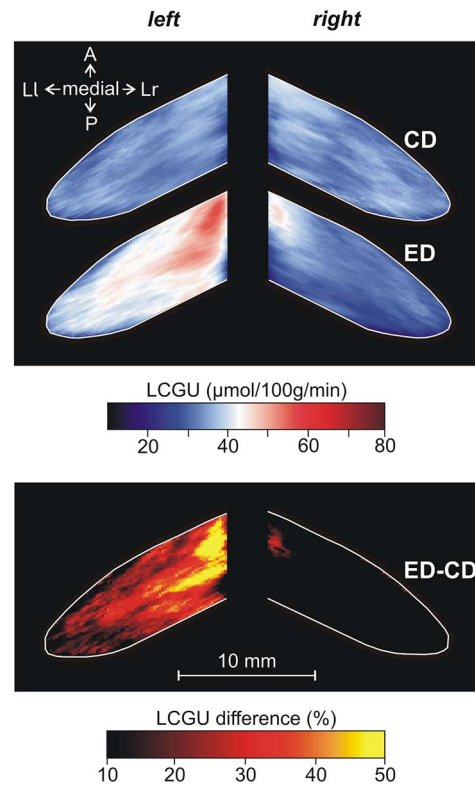 left right
A
Ll ← medial → Lr
P
CD
ED
LCGU (μmol/100g/min)
20 40 60 80
ED-CD
10 mm
LCGU difference (%)
10 20 30 40 50